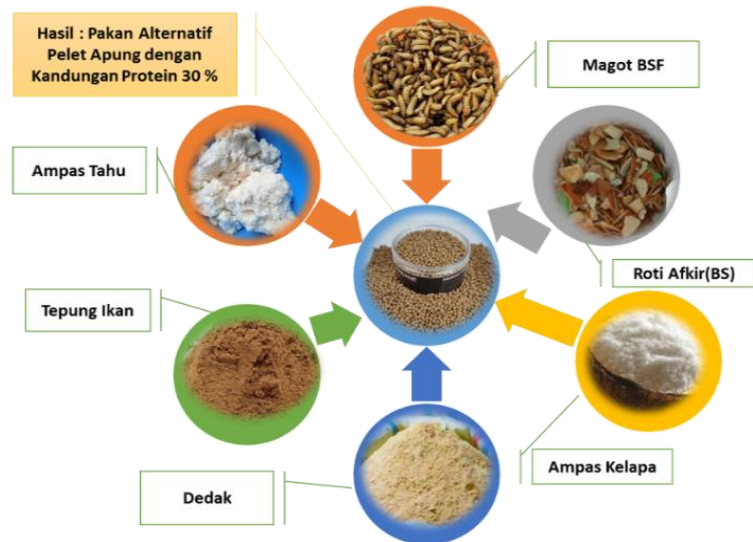 Hasil : Pakan Alternatif
Pelet Apung dengan
Kandungan Protein 30 %
Magot BSF
Ampas Tahu
Roti Afkir(BS)
Tepung Ikan
Ampas Kelapa
Dedak